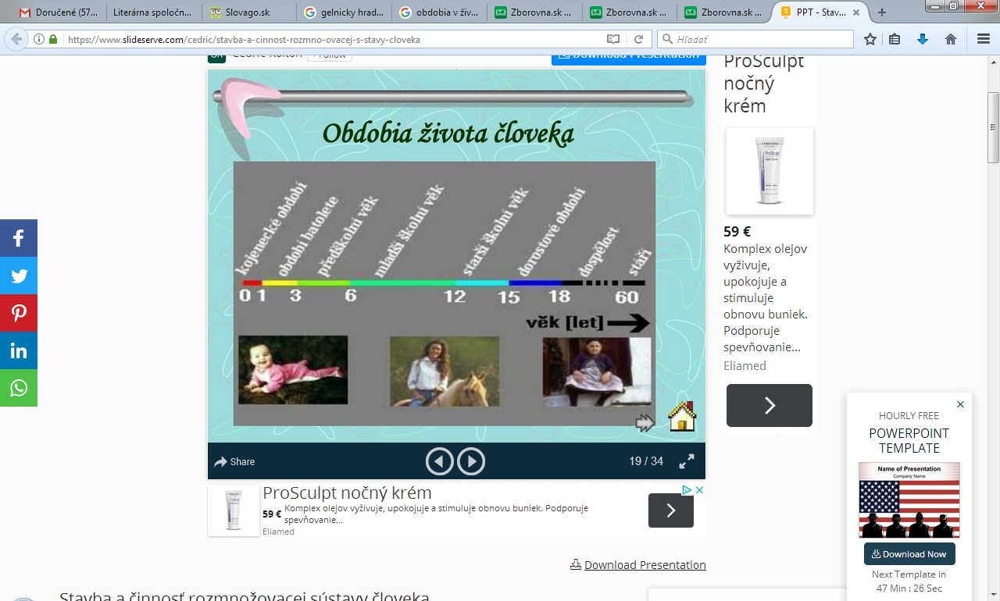 Doručené (57...
Literárna spoločn...
Slovago.sk
gelnicky hrad...
obdobia v živ...
Zborovna.sk ...
Zborovna.sk ...
Zborovna.sk ...
PPT - Stav...
https://www.slideserve.com/cedric/stavba-a-cinnost-rozmno-ovacej-s-stavy-cloveka
Hľadať
Download Presentation
Obdobia života človeka
kojenecké období
období batolete
předškolní věk
mladší školní věk
starší školní věk
dorostové období
dospělost
stáří
0 1 3 6 12 15 18 60
věk [let]
Share
19 / 34
ProSculpt nočný krém
59 €
Komplex olejov vyživuje, upokojuje a stimuluje obnovu buniek. Podporuje
spevňovanie...
Eliamed
Download Presentation
Stavba a činnosť rozmnožovacej sústavy človeka
ProSculpt
nočný
krém
59 €
Komplex olejov
vyživuje,
upokojuje a
stimuluje
obnovu buniek.
Podporuje
spevňovanie...
Eliamed
HOURLY FREE
POWERPOINT
TEMPLATE
Name of Presentation
Company Name
Download Now
Next Template in
47 Min : 26 Sec